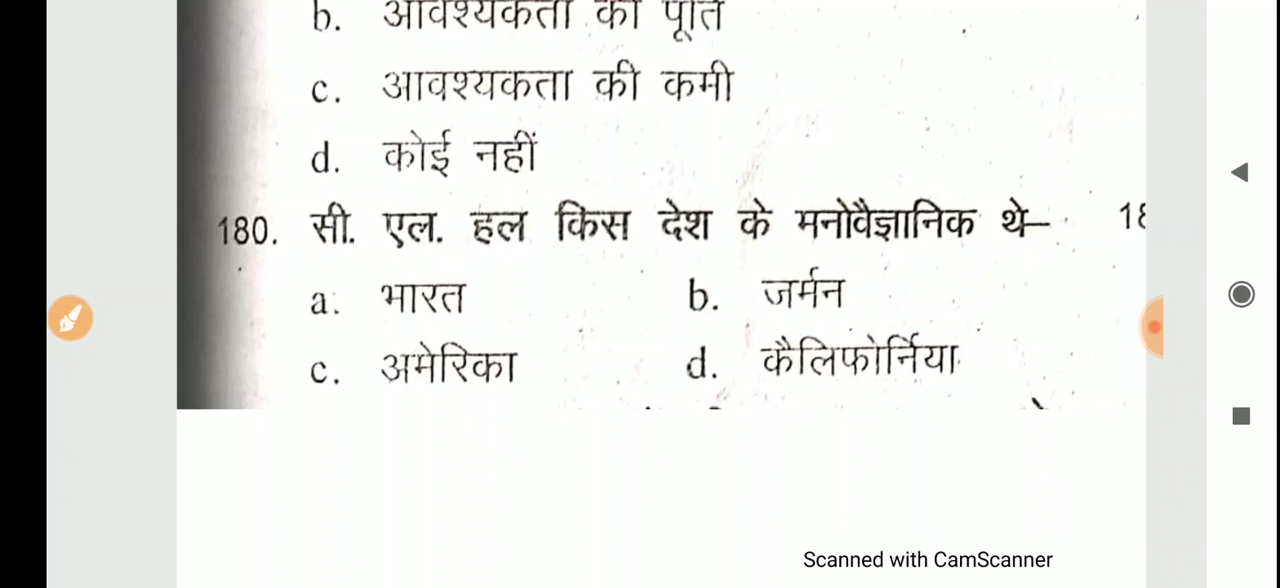 b. आवश्यकता की पूर्ति
c. आवश्यकता की कमी
d. कोई नहीं
180. सी. एल. हल किस देश के मनोवैज्ञानिक थे–
a. भारत b. जर्मन
c. अमेरिका d. कैलिफोर्निया
Scanned with CamScanner